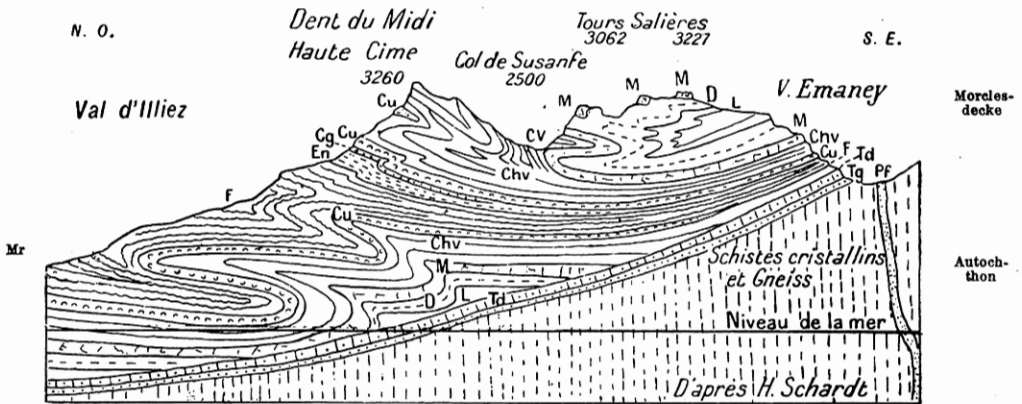 N. O.
Dent du Midi
Haute Cime
3260
Col de Susanfe
2500
Tours Salières
3062
3227
S. E.
Val d'Illiez
V. Emaney
Morcles-
decke
Cu
M
M
M
D
L
M
Chv
Cu
F
Td
Tg
Pf
Cg
Cu
En
CV
Chv
F
Cu
Mr
Chv
M
D
L
Td
Schistes cristallins
et Gneiss
Autoch-
thon
Niveau de la mer
D'après H. Schardt